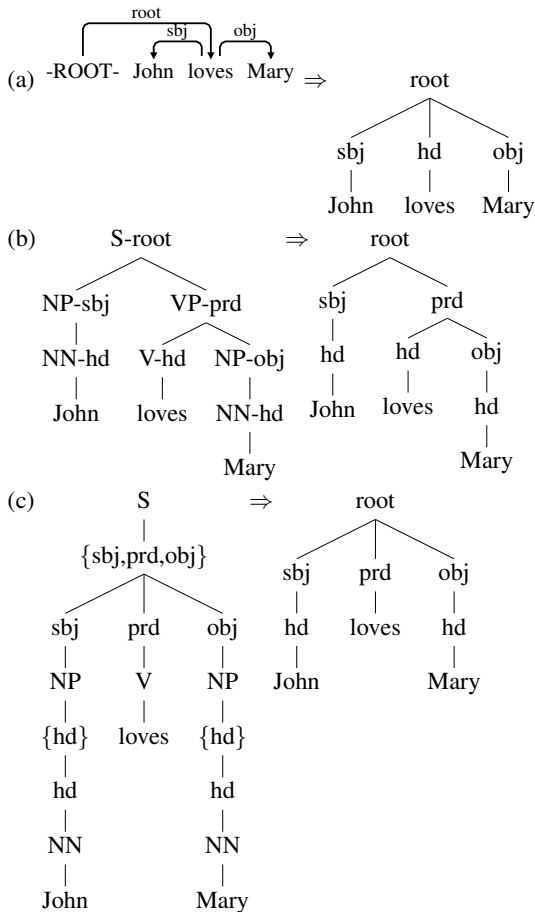 root
sbj obj
-ROOT- John loves Mary
(a) ⇒ root
sbj hd obj
John loves Mary
(b) S-root ⇒ root
NP-sbj VP-prd sbj prd
NN-hd V-hd NP-obj hd hd obj
John loves NN-hd John loves hd
Mary Mary
(c) S ⇒ root
{sbj,prd,obj} sbj prd obj
sbj prd obj hd loves hd
NP V NP John Mary
{hd} loves {hd}
hd hd
NN NN
John Mary